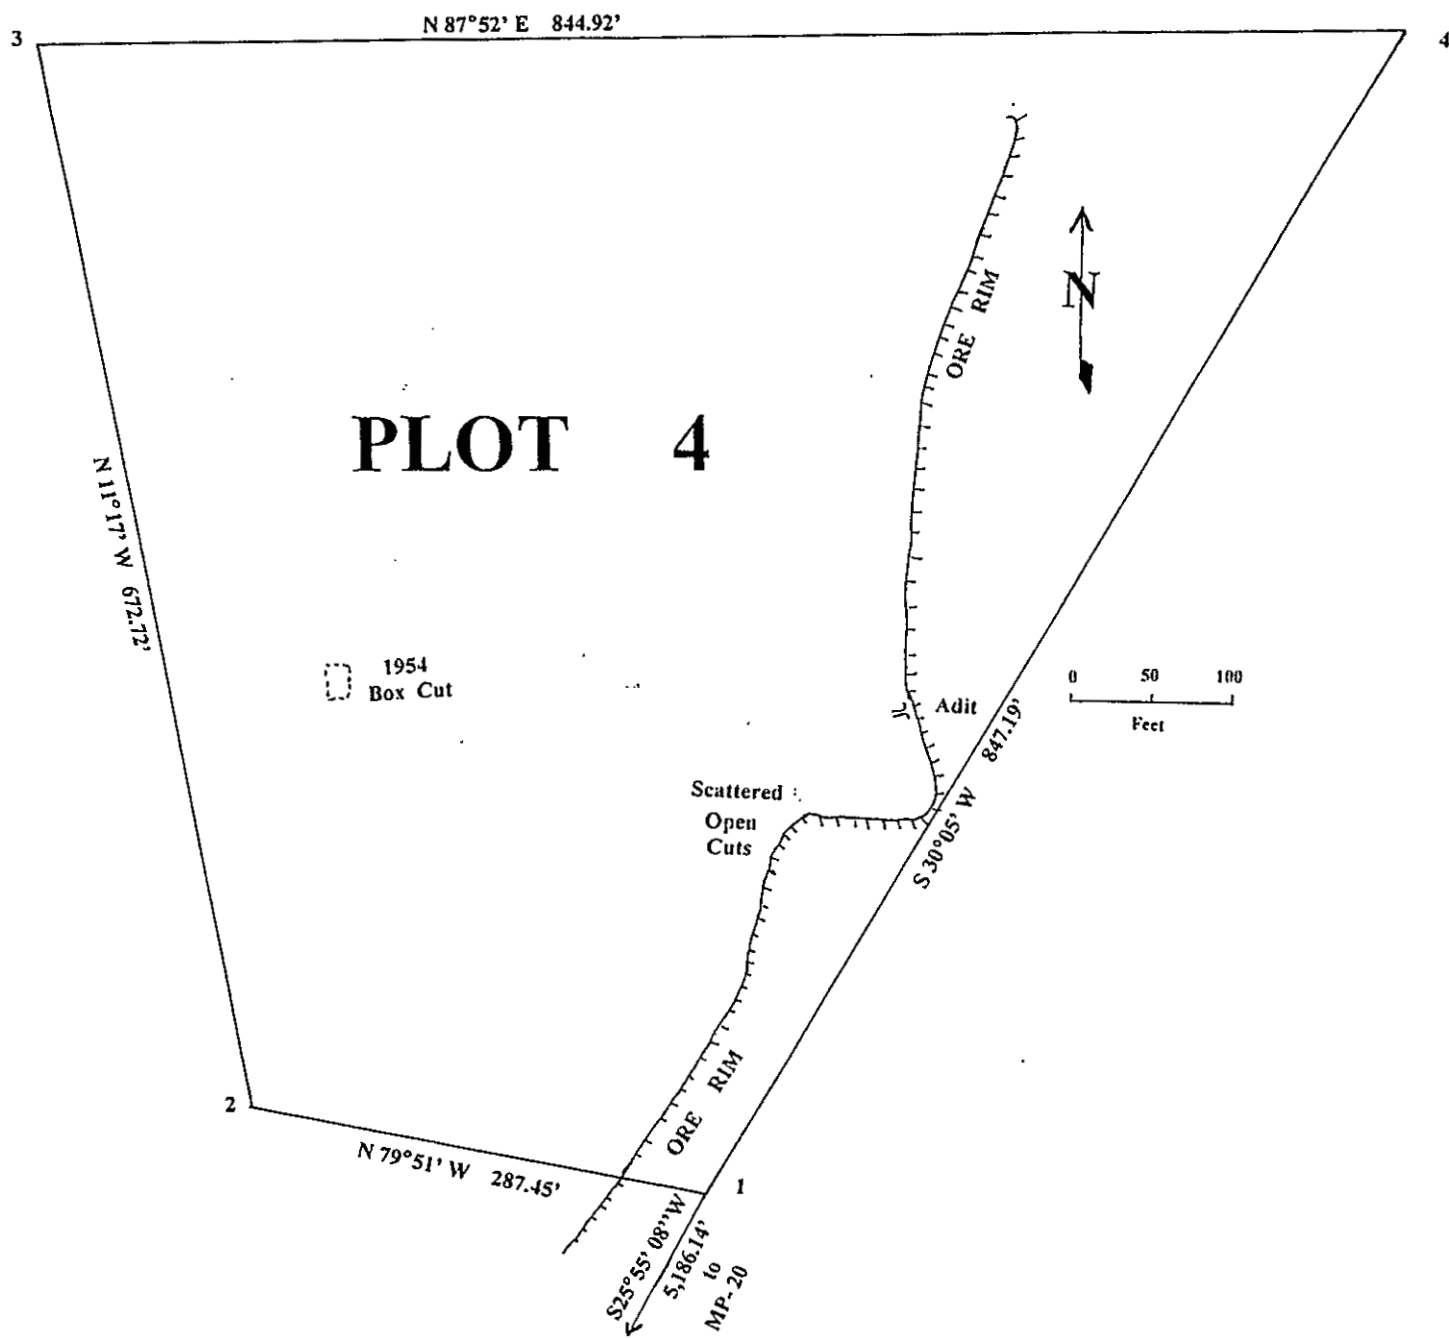 N 87°52' E 844.92'
3
4
N
ORE RIM
PLOT 4
N 11°17' W 672.72'
1954
Box Cut
0 50 100
Feet
Adit
S 30°05' W 847.19'
Scattered
Open
Cuts
ORE RIM
2
N 79°51' W 287.45'
1
S25°55' 08"W
5,186.14'
to
MP-20